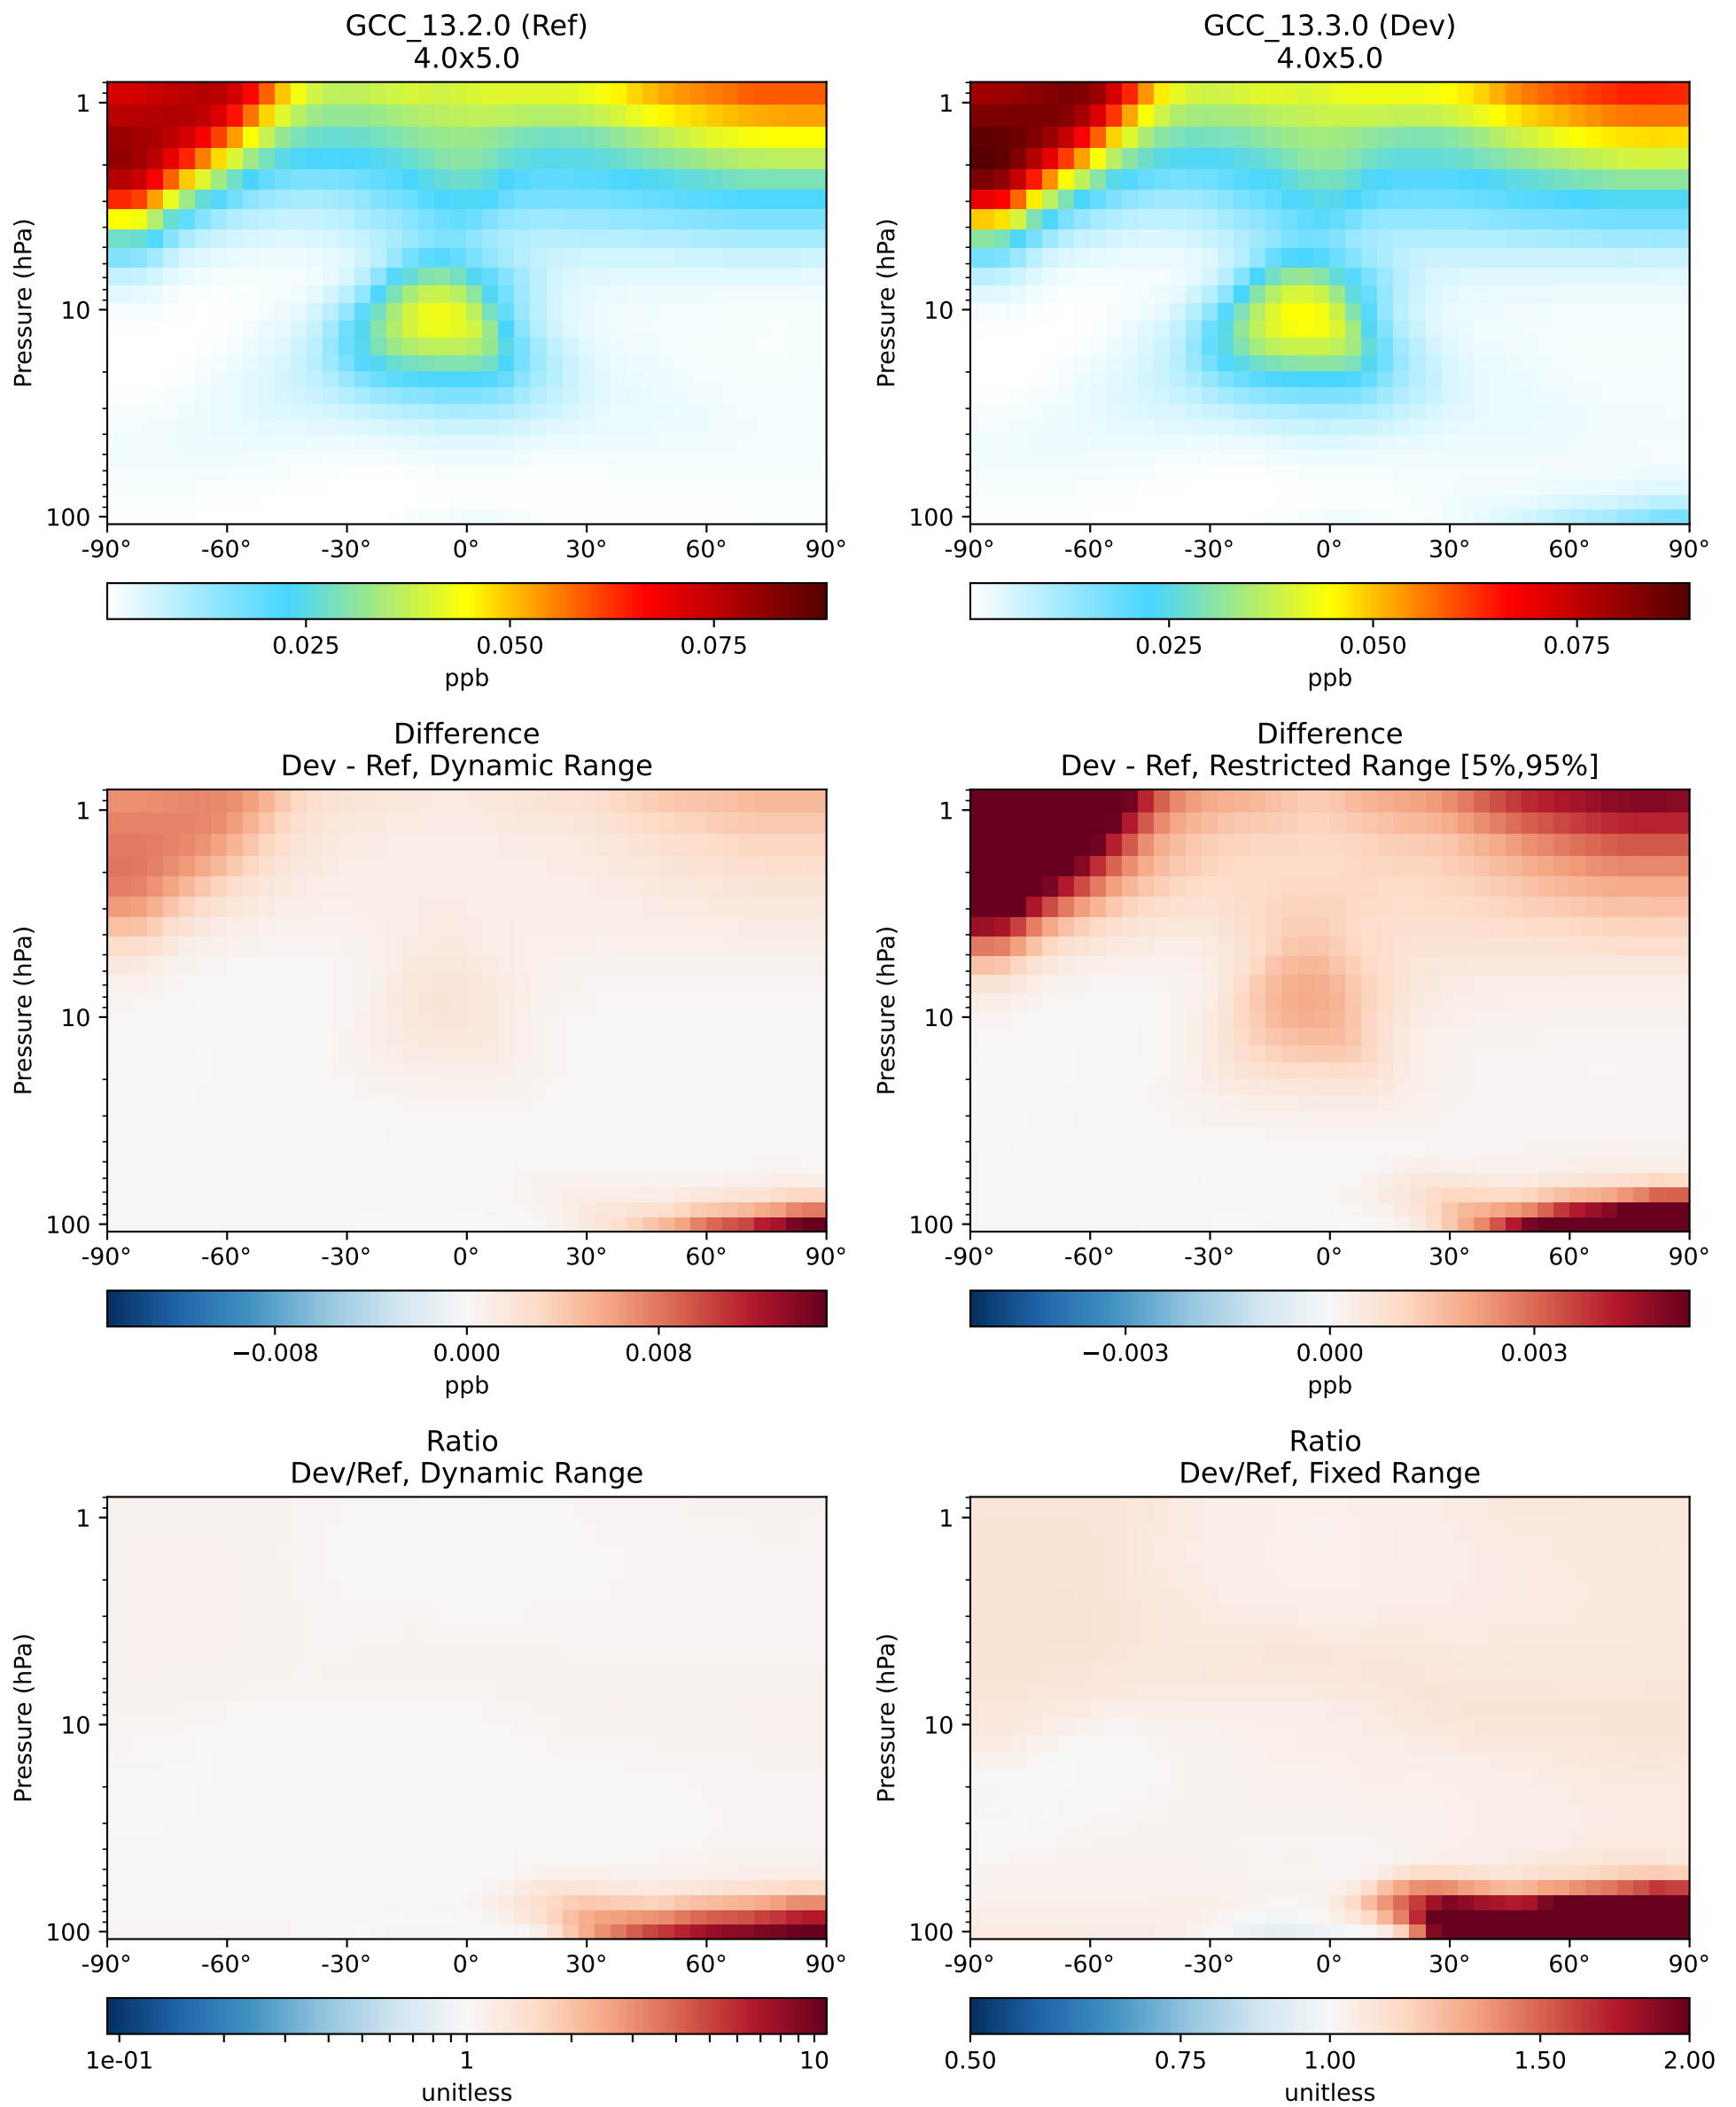 GCC_13.2.0 (Ref)
4.0x5.0
Pressure (hPa)
1
10
100
-90° -60° -30° 0° 30° 60° 90°
0.025 0.050 0.075
ppb
GCC_13.3.0 (Dev)
4.0x5.0
Pressure (hPa)
1
10
100
-90° -60° -30° 0° 30° 60° 90°
0.025 0.050 0.075
ppb
Difference
Dev - Ref, Dynamic Range
Pressure (hPa)
1
10
100
-90° -60° -30° 0° 30° 60° 90°
−0.008 0.000 0.008
ppb
Difference
Dev - Ref, Restricted Range [5%,95%]
Pressure (hPa)
1
10
100
-90° -60° -30° 0° 30° 60° 90°
−0.003 0.000 0.003
ppb
Ratio
Dev/Ref, Dynamic Range
Pressure (hPa)
1
10
100
-90° -60° -30° 0° 30° 60° 90°
1e-01 1 10
unitless
Ratio
Dev/Ref, Fixed Range
Pressure (hPa)
1
10
100
-90° -60° -30° 0° 30° 60° 90°
0.50 0.75 1.00 1.50 2.00
unitless